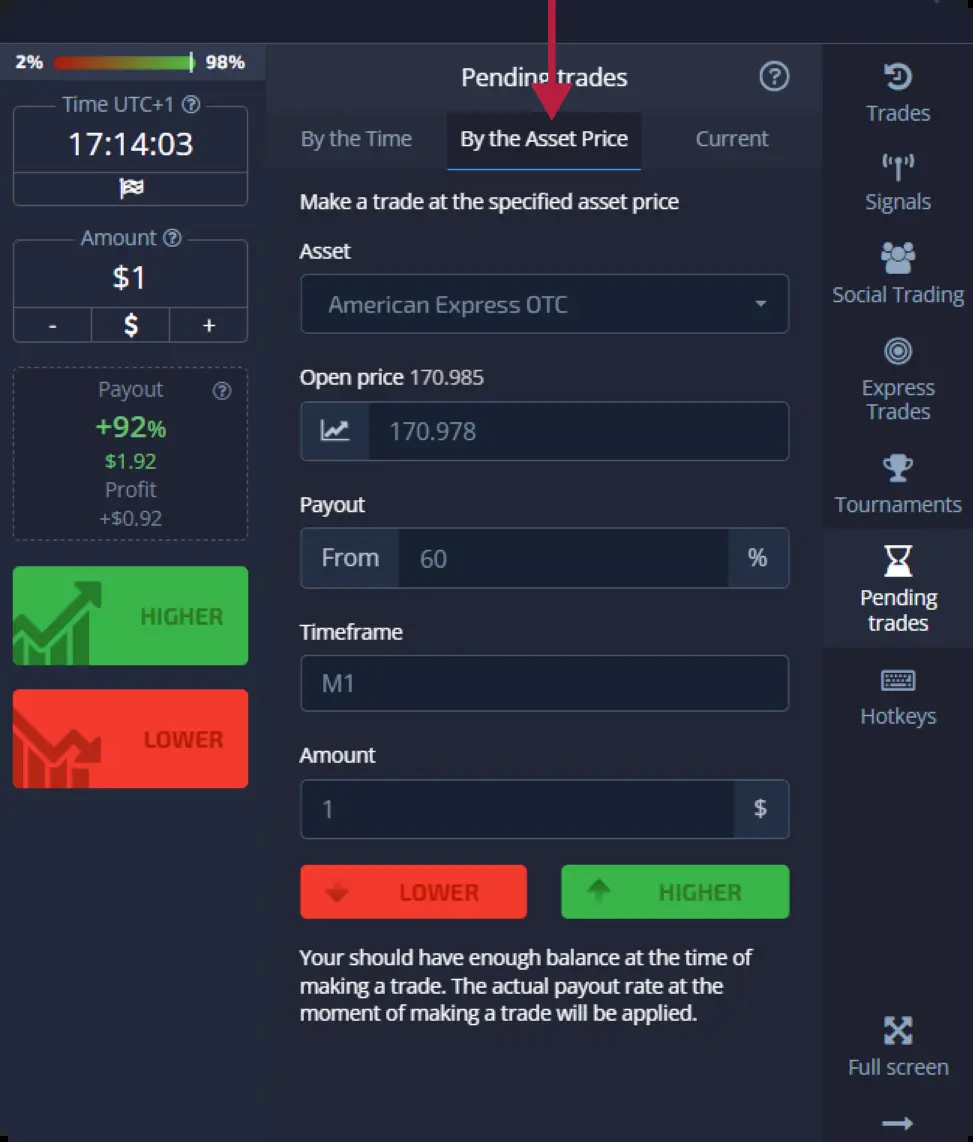 2% 98%
Time UTC+1
17:14:03
Amount
$1
- $ +
Payout
+92%
$1.92
Profit
+$0.92
HIGHER
LOWER
Pending trades
By the Time By the Asset Price Current
Make a trade at the specified asset price
Asset
American Express OTC
Open price 170.985
170.978
Payout
From 60 %
Timeframe
M1
Amount
1 $
LOWER HIGHER
Your should have enough balance at the time of
making a trade. The actual payout rate at the
moment of making a trade will be applied.
Trades
Signals
Social Trading
Express
Trades
Tournaments
Pending
trades
Hotkeys
Full screen